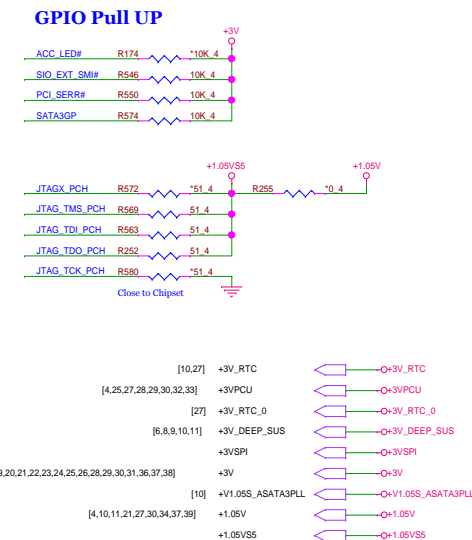 GPIO Pull UP
+3V
ACC_LED# R174 *10K_4
SIO_EXT_SMI# R546 10K_4
PCI_SERR# R550 10K_4
SATA3GP R574 10K_4
+1.05VS5 +1.05V
JTAGX_PCH R572 *51_4 R255 *0_4
JTAG_TMS_PCH R569 51_4
JTAG_TDI_PCH R563 51_4
JTAG_TDO_PCH R252 51_4
JTAG_TCK_PCH R580 *51_4
Close to Chipset
[10,27] +3V_RTC +3V_RTC
[4,25,27,28,29,30,32,33] +3VPCU +3VPCU
[27] +3V_RTC_0 +3V_RTC_0
[6,8,9,10,11] +3V_DEEP_SUS +3V_DEEP_SUS
+3VSPI +3VSPI
,20,21,22,23,24,25,26,28,29,30,31,36,37,38] +3V +3V
[10] +V1.05S_ASATA3PLL +V1.05S_ASATA3PLL
[4,10,11,21,27,30,34,37,39] +1.05V +1.05V
+1.05VS5 +1.05VS5